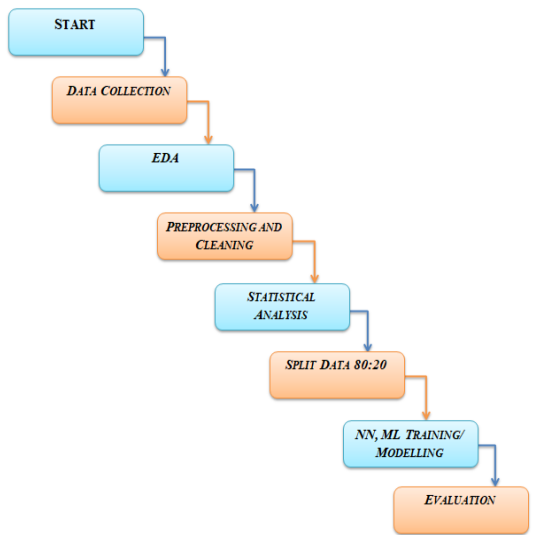 START
DATA COLLECTION
EDA
PREPROCESSING AND
CLEANING
STATISTICAL
ANALYSIS
SPLIT DATA 80:20
NN, ML TRAINING/
MODELLING
EVALUATION